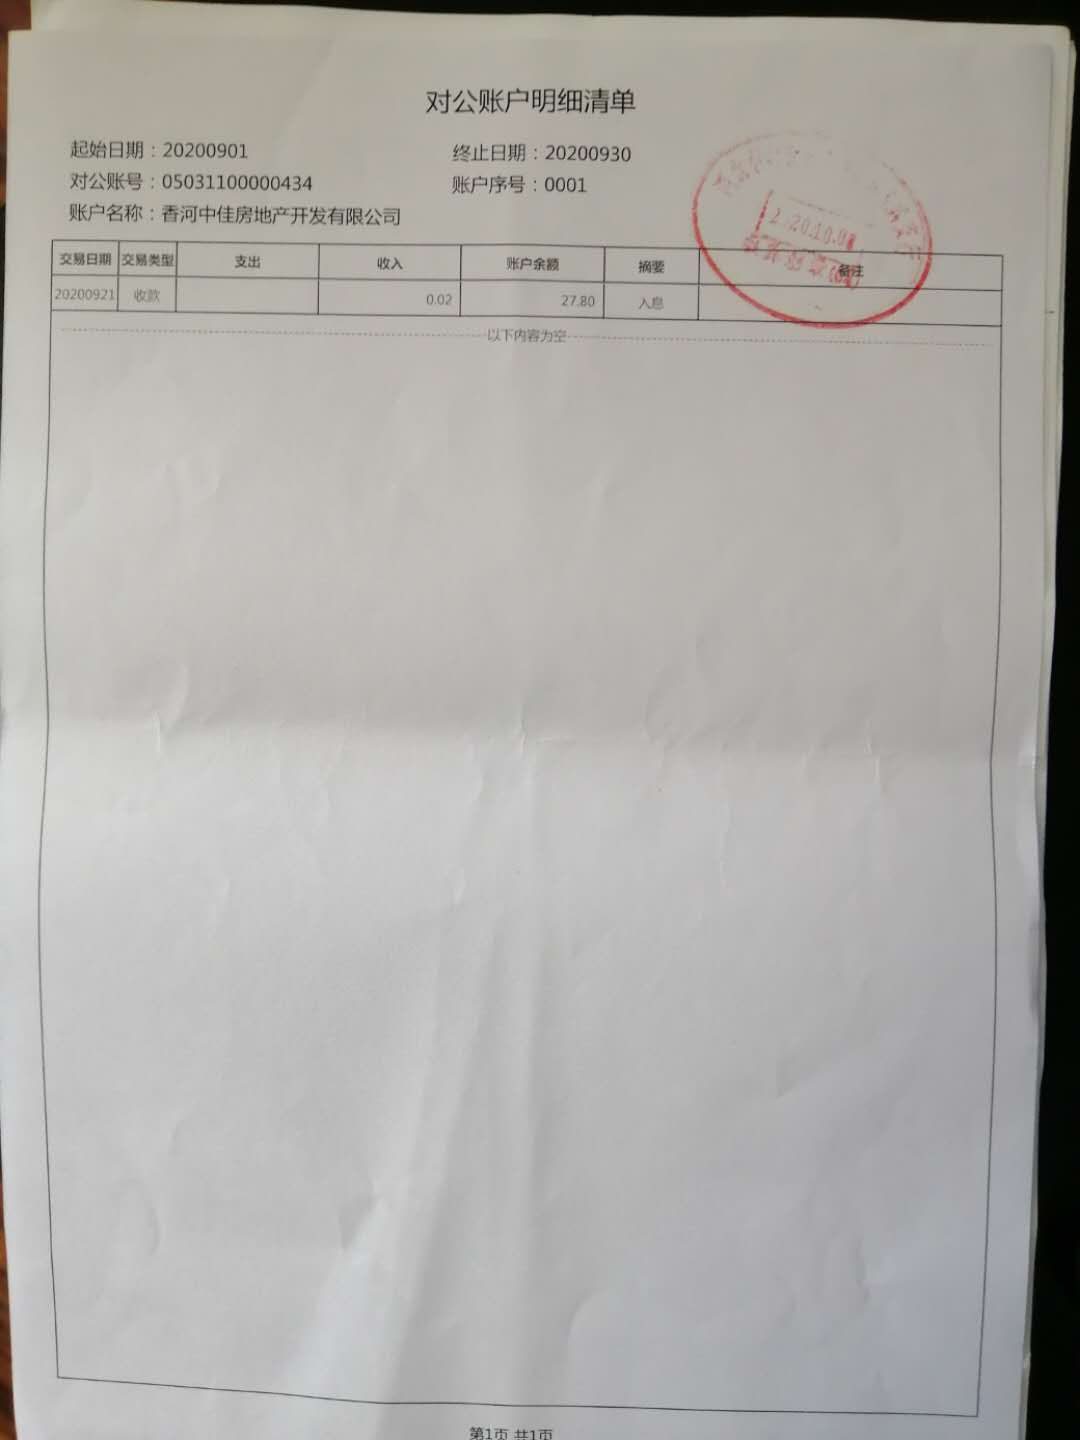 对公账户明细清单
起始日期：20200901 终止日期：20200930
对公账号：05031100000434 账户序号：0001
账户名称：香河中佳房地产开发有限公司
交易日期 交易类型 支出 收入 账户余额 摘要 备注
20200921 收款 0.02 27.80 入息
以下内容为空
第1页 共1页